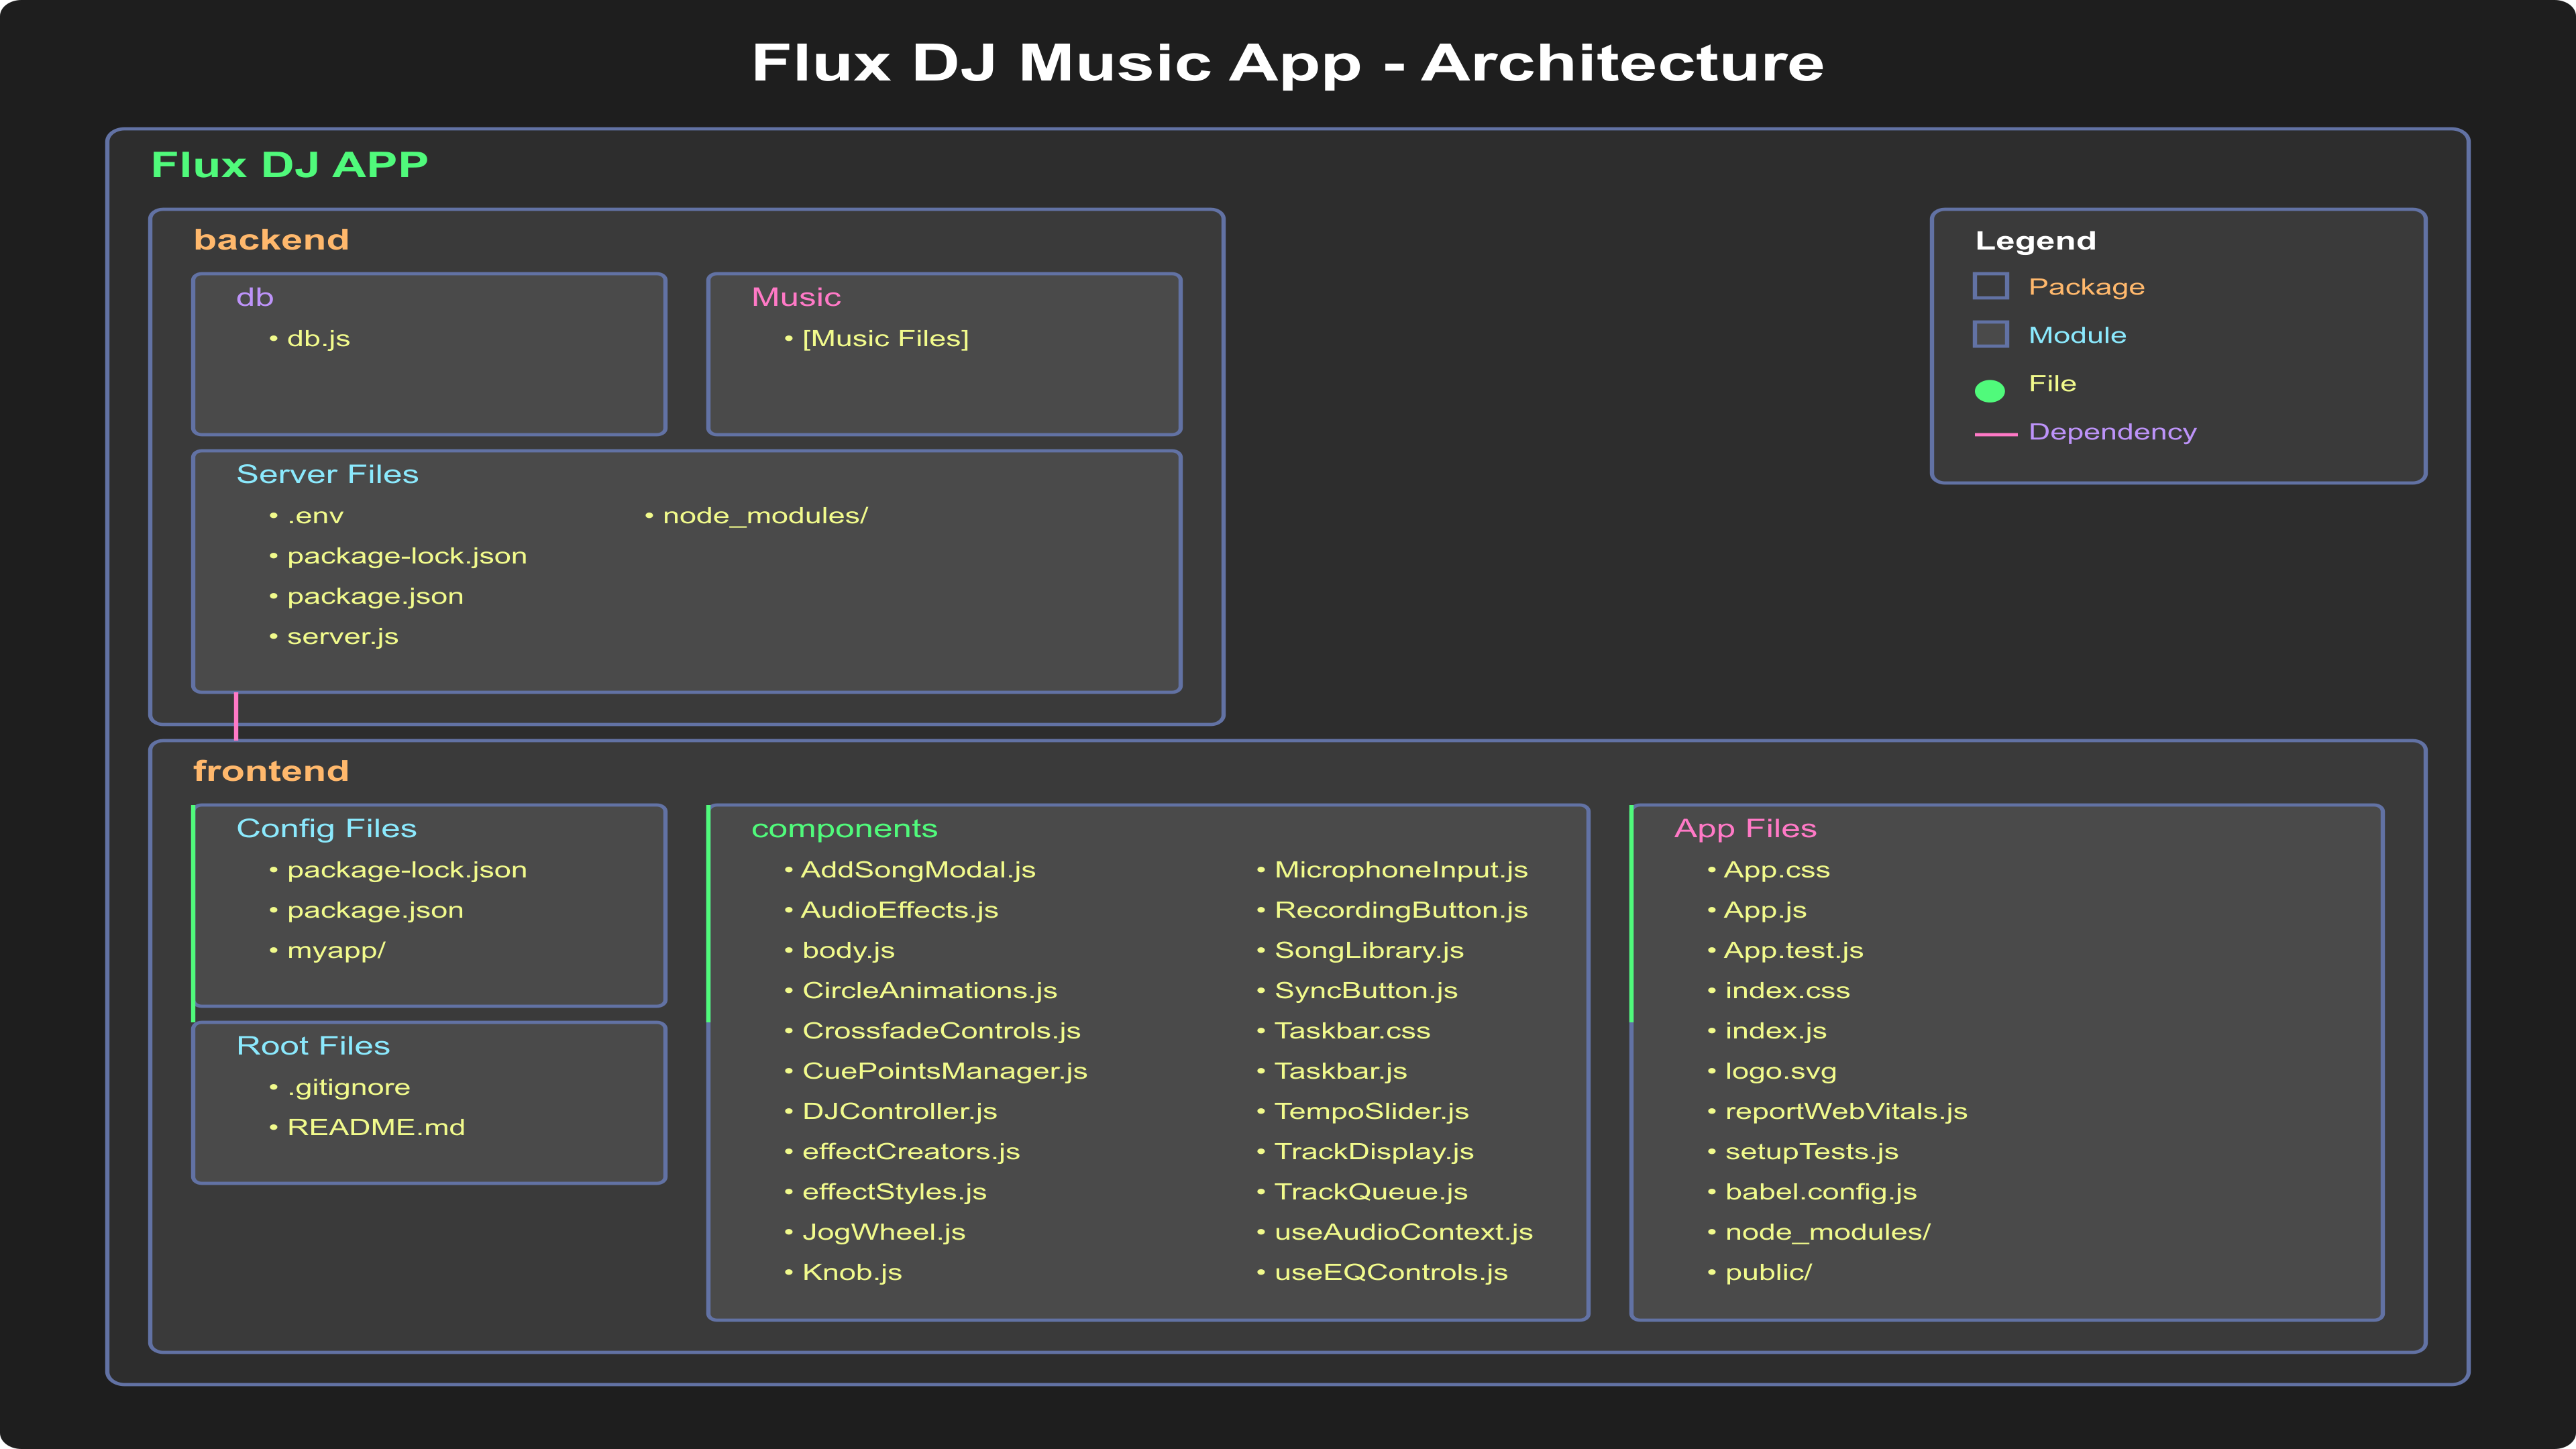 Flux DJ Music App - Architecture
Flux DJ APP
backend
db
• db.js
Music
• [Music Files]
Server Files
• .env
• package-lock.json
• package.json
• server.js
• node_modules/
Legend
Package
Module
File
Dependency
frontend
Config Files
• package-lock.json
• package.json
• myapp/
Root Files
• .gitignore
• README.md
components
• AddSongModal.js
• AudioEffects.js
• body.js
• CircleAnimations.js
• CrossfadeControls.js
• CuePointsManager.js
• DJController.js
• effectCreators.js
• effectStyles.js
• JogWheel.js
• Knob.js
• MicrophoneInput.js
• RecordingButton.js
• SongLibrary.js
• SyncButton.js
• Taskbar.css
• Taskbar.js
• TempoSlider.js
• TrackDisplay.js
• TrackQueue.js
• useAudioContext.js
• useEQControls.js
App Files
• App.css
• App.js
• App.test.js
• index.css
• index.js
• logo.svg
• reportWebVitals.js
• setupTests.js
• babel.config.js
• node_modules/
• public/